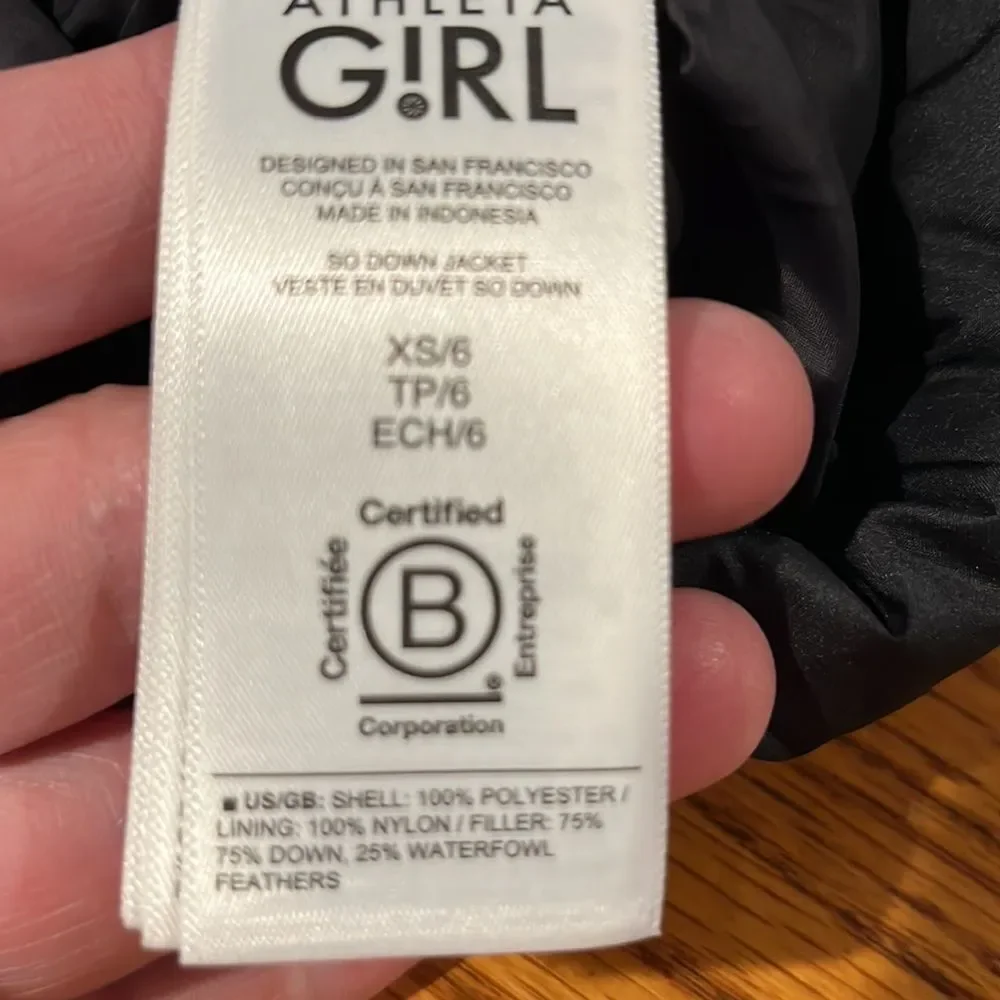 ATHLETA
G!RL
DESIGNED IN SAN FRANCISCO
CONÇU À SAN FRANCISCO
MADE IN INDONESIA
SO DOWN JACKET
VESTE EN DUVET SO DOWN
XS/6
TP/6
ECH/6
Certified
Certifiée
B
Entreprise
®
Corporation
■ US/GB: SHELL: 100% POLYESTER /
LINING: 100% NYLON / FILLER: 75%
75% DOWN, 25% WATERFOWL
FEATHERS